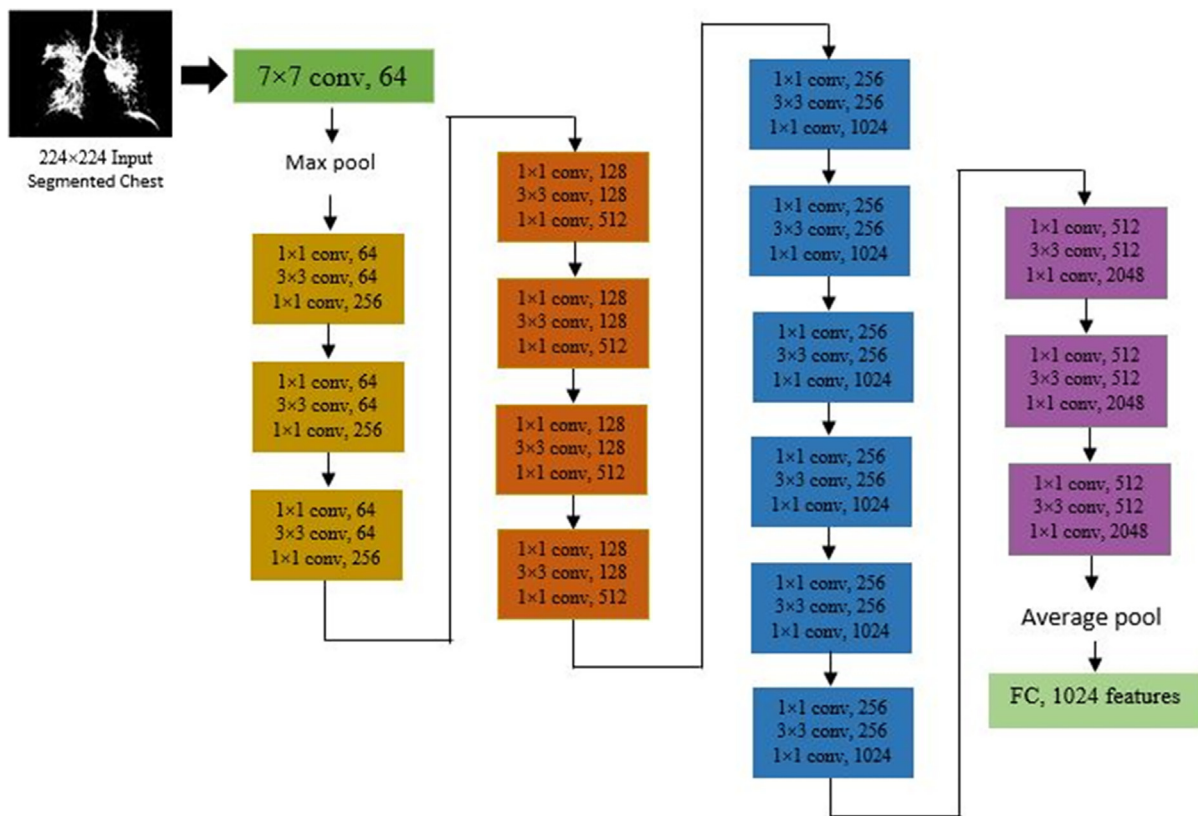 224×224 Input
Segmented Chest
7×7 conv, 64
Max pool
1×1 conv, 64
3×3 conv, 64
1×1 conv, 256
1×1 conv, 64
3×3 conv, 64
1×1 conv, 256
1×1 conv, 64
3×3 conv, 64
1×1 conv, 256
1×1 conv, 128
3×3 conv, 128
1×1 conv, 512
1×1 conv, 128
3×3 conv, 128
1×1 conv, 512
1×1 conv, 128
3×3 conv, 128
1×1 conv, 512
1×1 conv, 128
3×3 conv, 128
1×1 conv, 512
1×1 conv, 256
3×3 conv, 256
1×1 conv, 1024
1×1 conv, 256
3×3 conv, 256
1×1 conv, 1024
1×1 conv, 256
3×3 conv, 256
1×1 conv, 1024
1×1 conv, 256
3×3 conv, 256
1×1 conv, 1024
1×1 conv, 256
3×3 conv, 256
1×1 conv, 1024
1×1 conv, 256
3×3 conv, 256
1×1 conv, 1024
1×1 conv, 512
3×3 conv, 512
1×1 conv, 2048
1×1 conv, 512
3×3 conv, 512
1×1 conv, 2048
1×1 conv, 512
3×3 conv, 512
1×1 conv, 2048
Average pool
FC, 1024 features